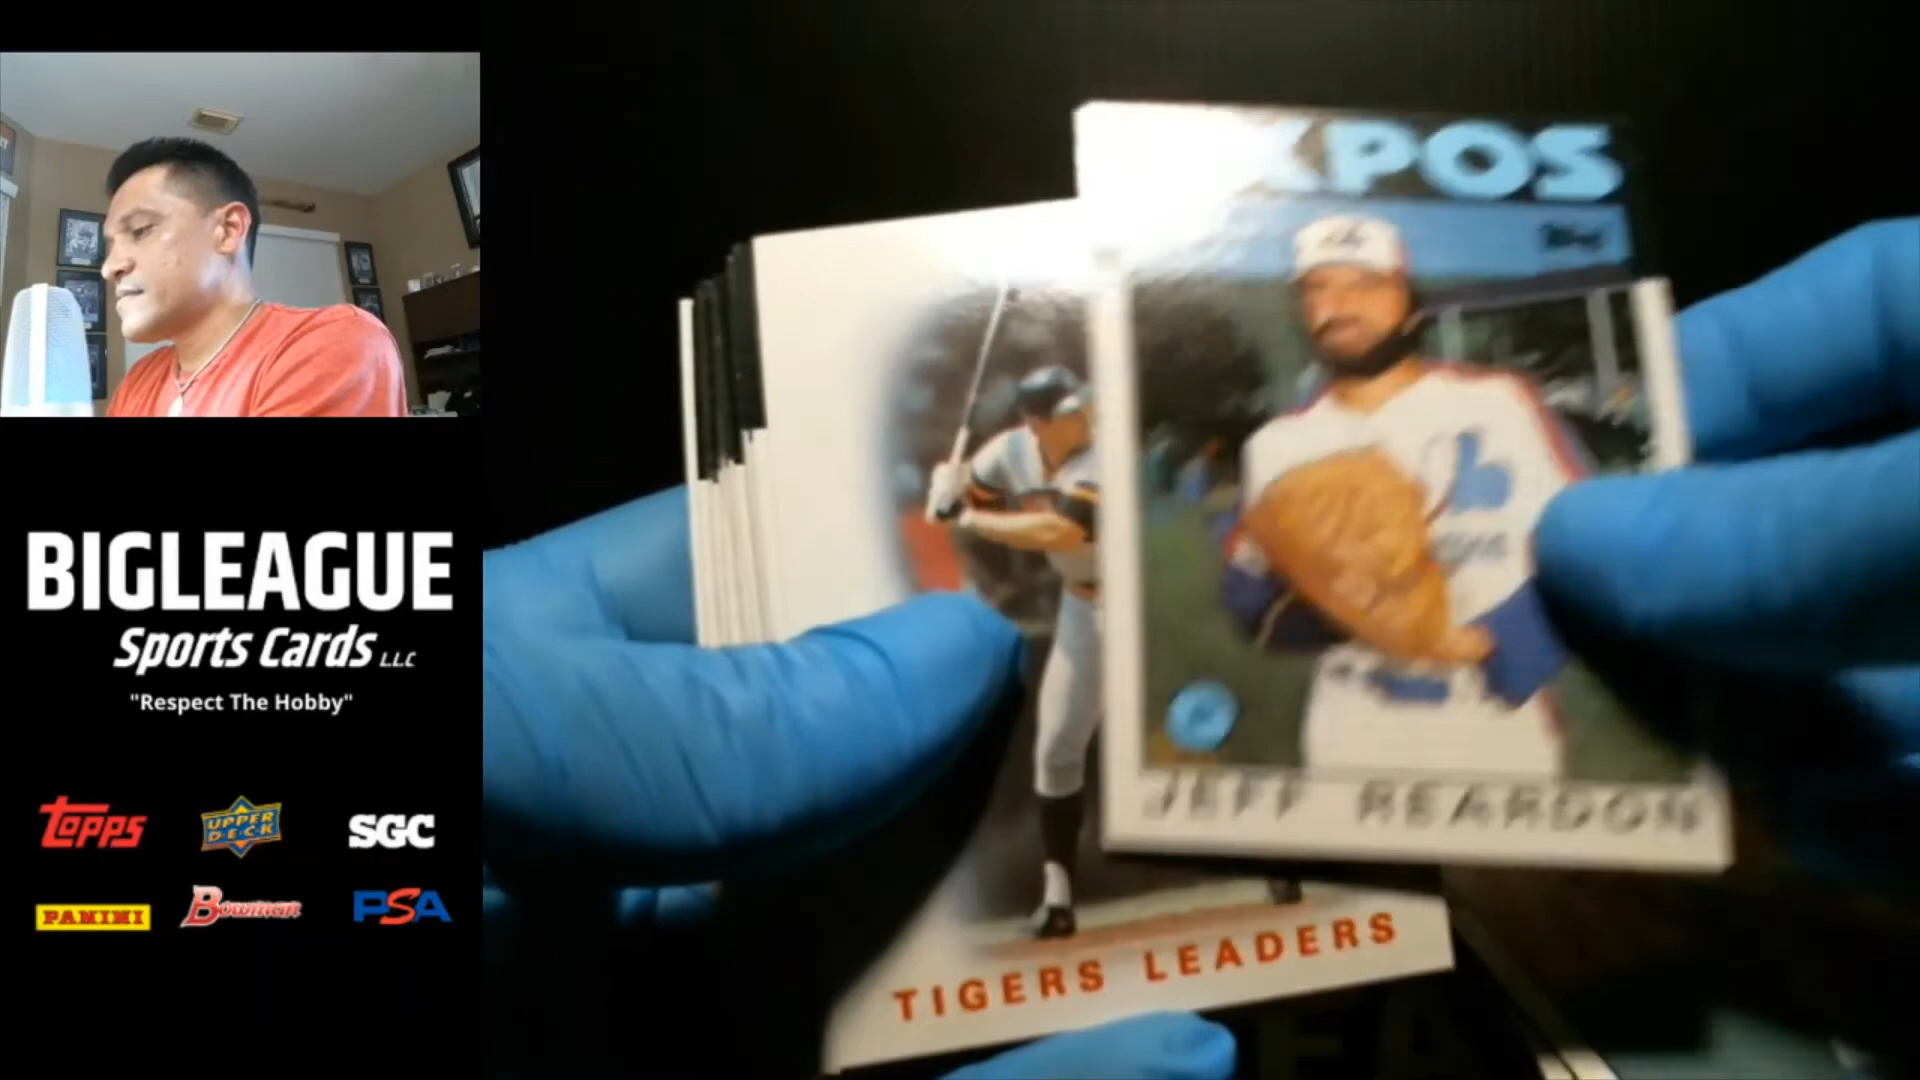 BIGLEAGUE
Sports Cards LLC
"Respect The Hobby"
Topps
UPPER DECK
SGC
PANINI
Bowman
PSA
XPOS
Topps
JEFF REARDON
TIGERS LEADERS